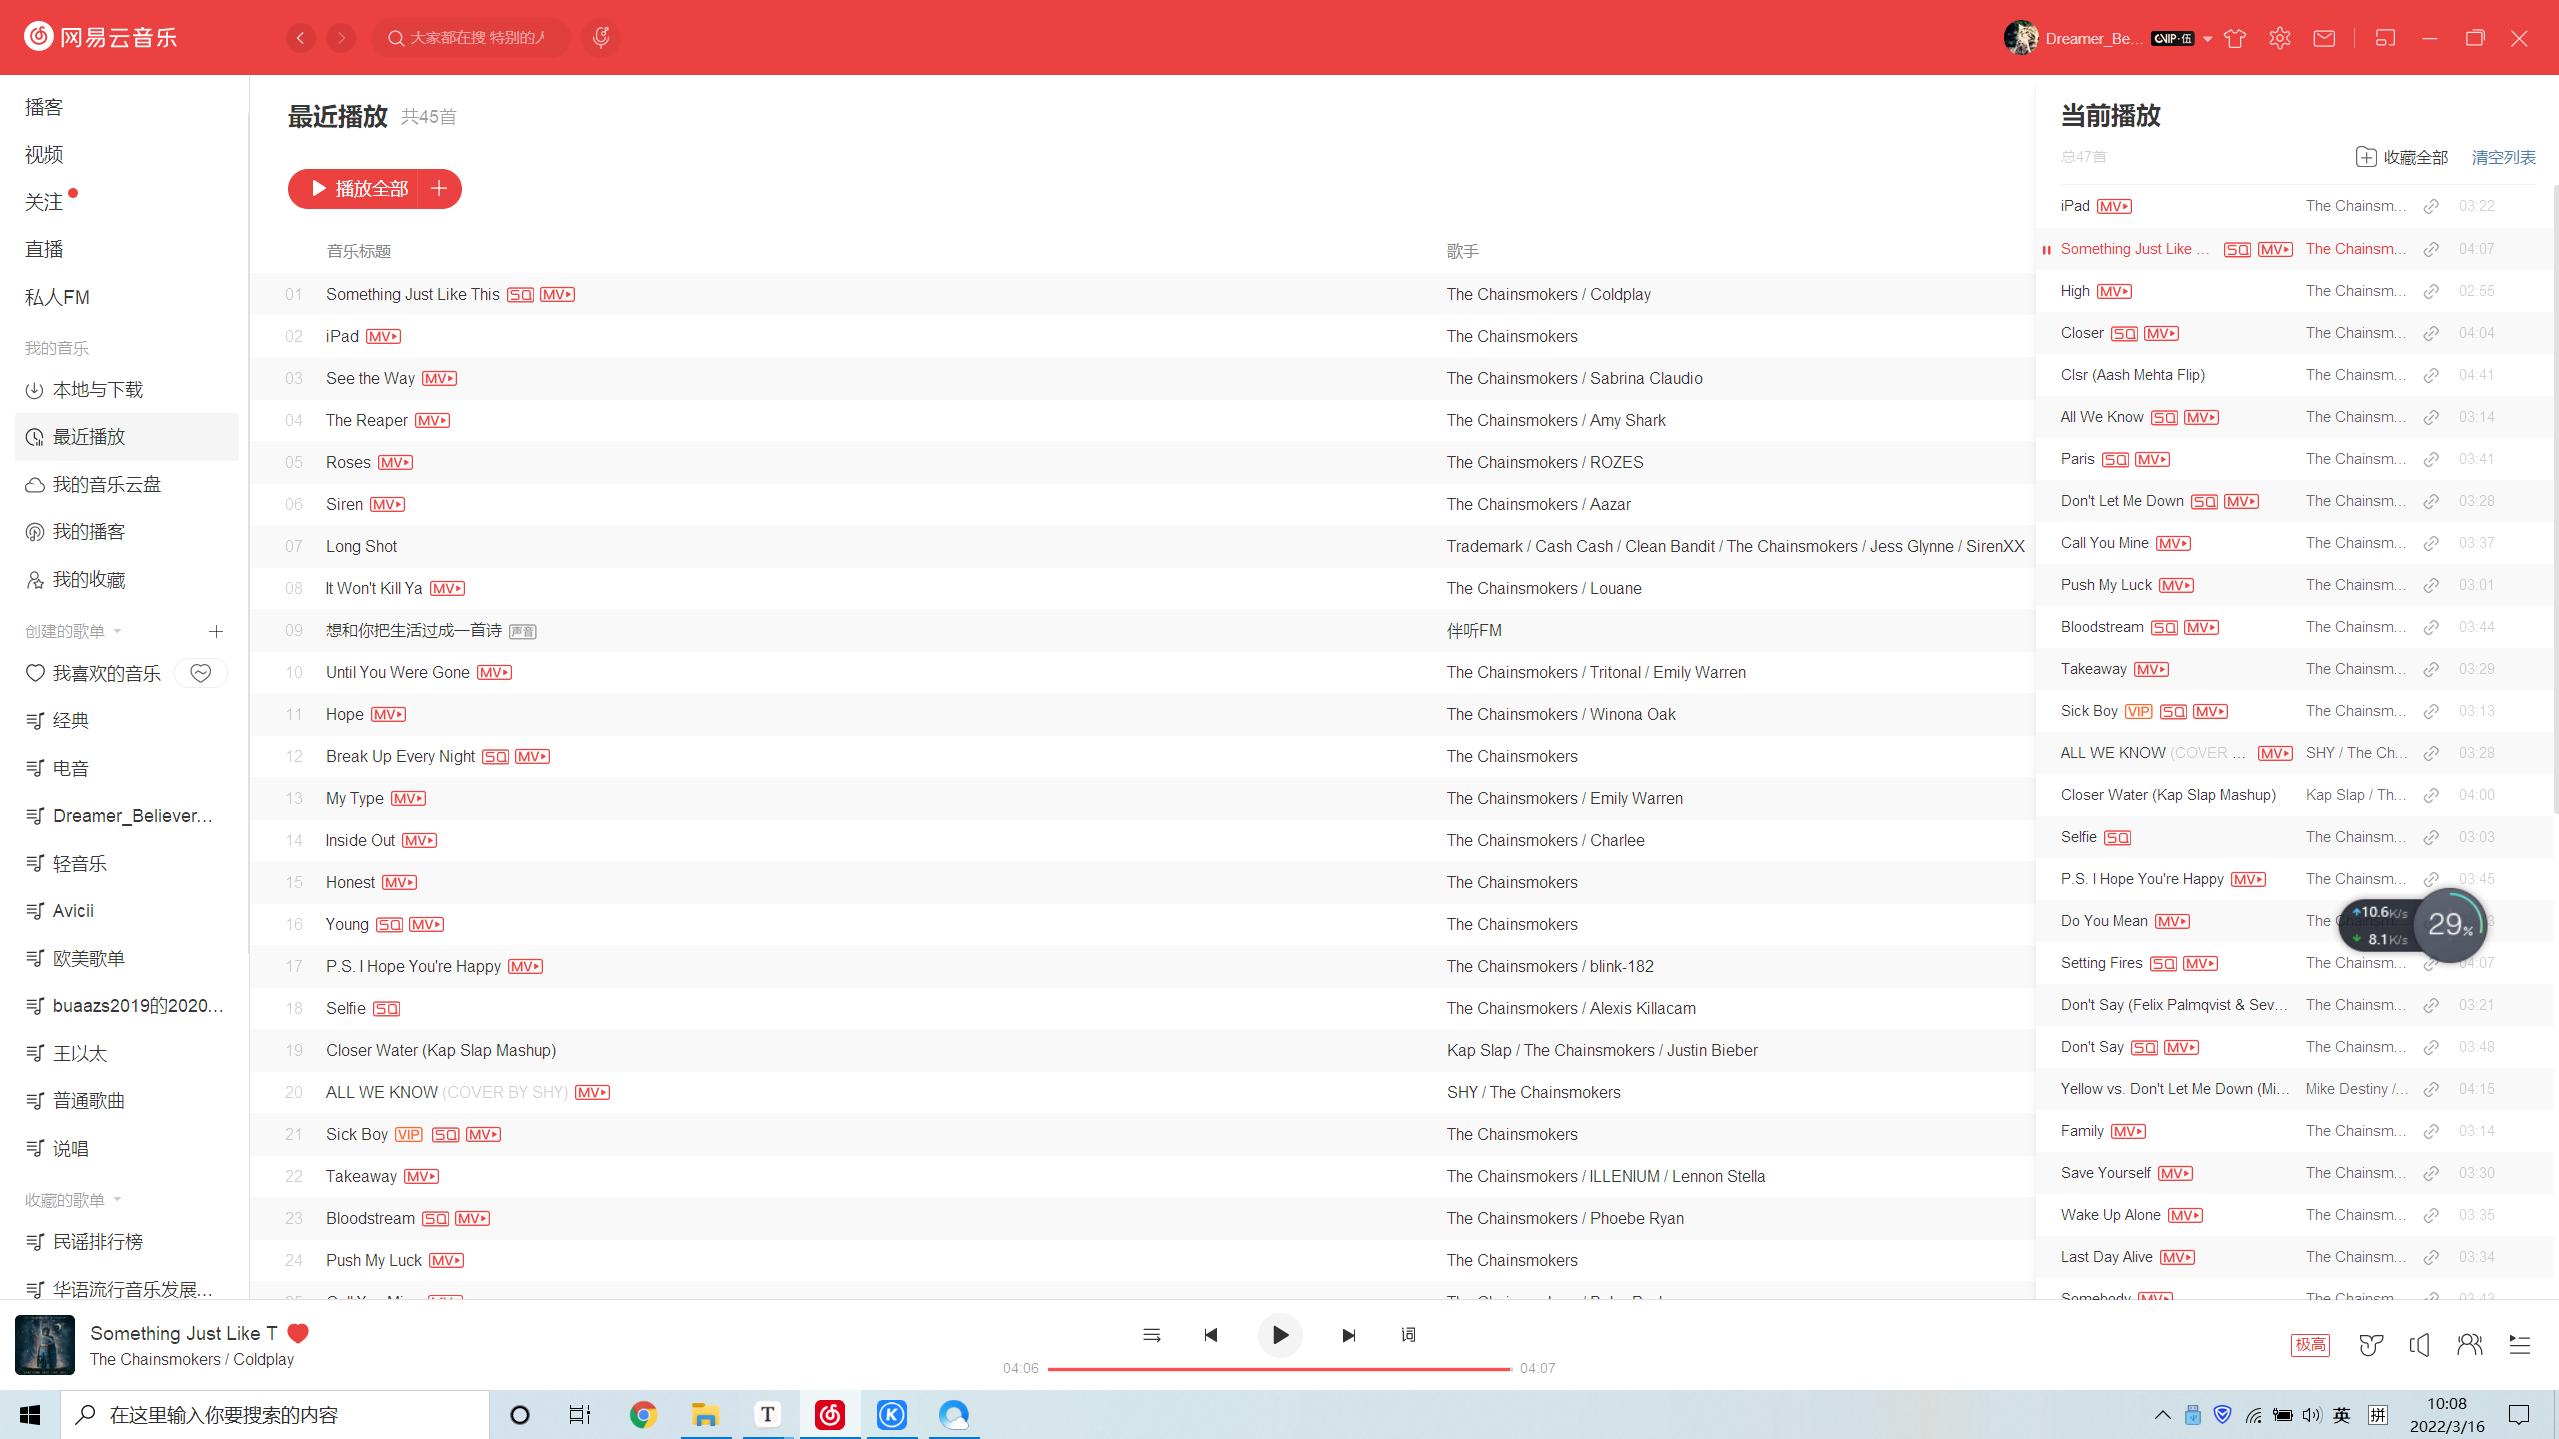 网易云音乐
大家都在搜 特别的人
Dreamer_Be...
VIP·伍
播客
视频
关注
直播
私人FM
我的音乐
本地与下载
最近播放
我的音乐云盘
我的播客
我的收藏
创建的歌单
我喜欢的音乐
经典
电音
Dreamer_Believer...
轻音乐
Avicii
欧美歌单
buaazs2019的2020...
王以太
普通歌曲
说唱
收藏的歌单
民谣排行榜
华语流行音乐发展...
最近播放 共45首
播放全部
音乐标题 歌手
01 Something Just Like This SQ MV The Chainsmokers / Coldplay
02 iPad MV The Chainsmokers
03 See the Way MV The Chainsmokers / Sabrina Claudio
04 The Reaper MV The Chainsmokers / Amy Shark
05 Roses MV The Chainsmokers / ROZES
06 Siren MV The Chainsmokers / Aazar
07 Long Shot Trademark / Cash Cash / Clean Bandit / The Chainsmokers / Jess Glynne / SirenXX
08 It Won't Kill Ya MV The Chainsmokers / Louane
09 想和你把生活过成一首诗 声音 伴听FM
10 Until You Were Gone MV The Chainsmokers / Tritonal / Emily Warren
11 Hope MV The Chainsmokers / Winona Oak
12 Break Up Every Night SQ MV The Chainsmokers
13 My Type MV The Chainsmokers / Emily Warren
14 Inside Out MV The Chainsmokers / Charlee
15 Honest MV The Chainsmokers
16 Young SQ MV The Chainsmokers
17 P.S. I Hope You're Happy MV The Chainsmokers / blink-182
18 Selfie SQ The Chainsmokers / Alexis Killacam
19 Closer Water (Kap Slap Mashup) Kap Slap / The Chainsmokers / Justin Bieber
20 ALL WE KNOW (COVER BY SHY) MV SHY / The Chainsmokers
21 Sick Boy VIP SQ MV The Chainsmokers
22 Takeaway MV The Chainsmokers / ILLENIUM / Lennon Stella
23 Bloodstream SQ MV The Chainsmokers / Phoebe Ryan
24 Push My Luck MV The Chainsmokers
当前播放
总47首 收藏全部 清空列表
iPad MV The Chainsm... 03:22
Something Just Like ... SQ MV The Chainsm... 04:07
High MV The Chainsm... 02:55
Closer SQ MV The Chainsm... 04:04
Clsr (Aash Mehta Flip) The Chainsm... 04:41
All We Know SQ MV The Chainsm... 03:14
Paris SQ MV The Chainsm... 03:41
Don't Let Me Down SQ MV The Chainsm... 03:28
Call You Mine MV The Chainsm... 03:37
Push My Luck MV The Chainsm... 03:01
Bloodstream SQ MV The Chainsm... 03:44
Takeaway MV The Chainsm... 03:29
Sick Boy VIP SQ MV The Chainsm... 03:13
ALL WE KNOW (COVER ... MV SHY / The Ch... 03:28
Closer Water (Kap Slap Mashup) Kap Slap / Th... 04:00
Selfie SQ The Chainsm... 03:03
P.S. I Hope You're Happy MV The Chainsm... 03:45
Do You Mean MV The
10.6K/s
8.1K/s
29%
Setting Fires SQ MV The Chainsm... 04:07
Don't Say (Felix Palmqvist & Sev... The Chainsm... 03:21
Don't Say SQ MV The Chainsm... 03:48
Yellow vs. Don't Let Me Down (Mi... Mike Destiny /... 04:15
Family MV The Chainsm... 03:14
Save Yourself MV The Chainsm... 03:30
Wake Up Alone MV The Chainsm... 03:35
Last Day Alive MV The Chainsm... 03:34
Somebody MV The Chainsm... 03:43
Something Just Like T
The Chainsmokers / Coldplay
词
04:06 04:07
极高
在这里输入你要搜索的内容
T
K
英
拼
10:08
2022/3/16